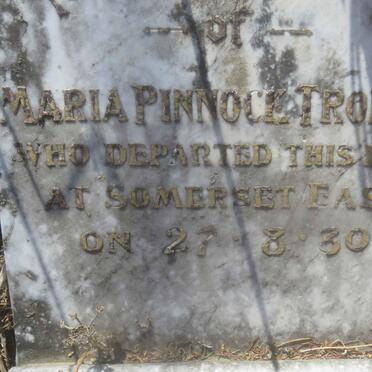 — of —
MARIA PINNOCK TRO
WHO DEPARTED THIS
AT SOMERSET EAS
ON 27·8·30